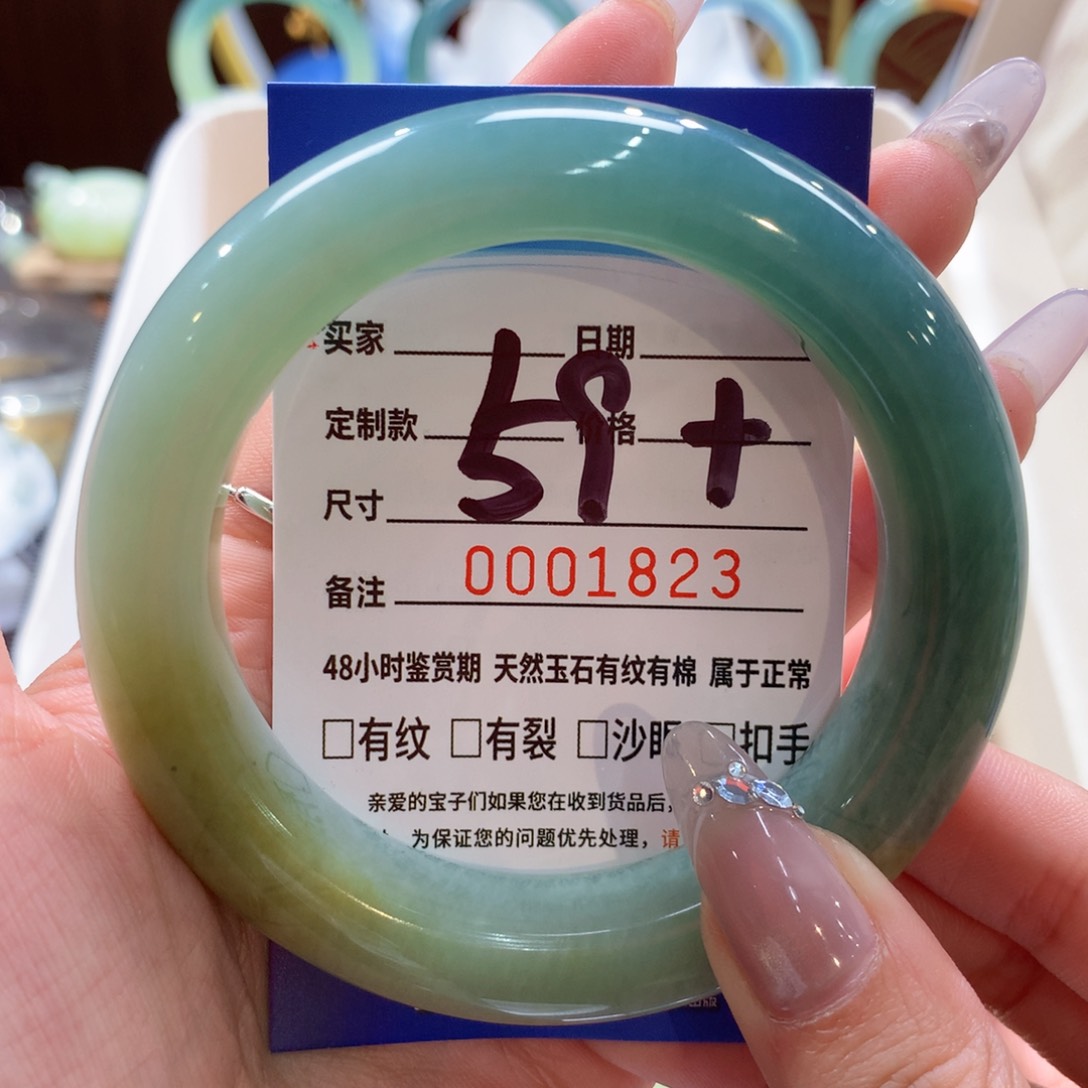 买家 日期
59+
定制款 价格
尺寸
备注 0001823
48小时鉴赏期 天然玉石有纹有棉 属于正常
□有纹 □有裂 □沙眼 □扣手
亲爱的宝子们如果您在收到货品后，
为保证您的问题优先处理，请